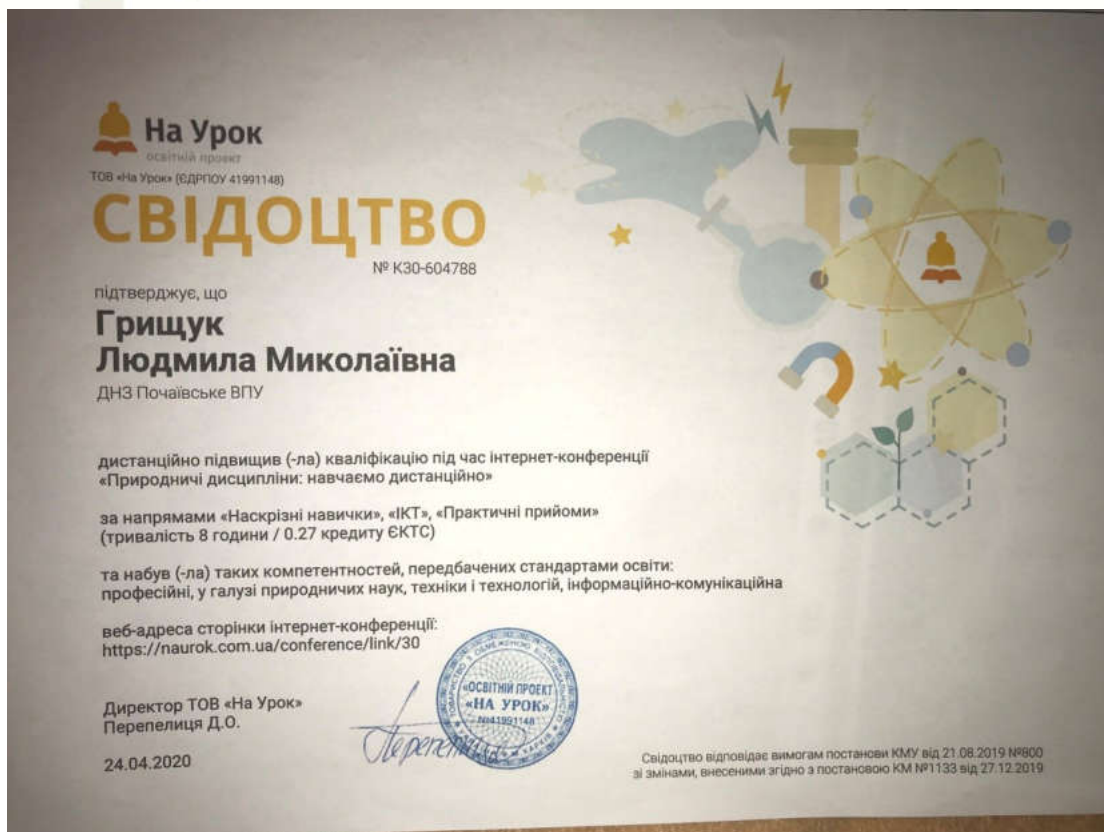 На Урок
освітній проект
ТОВ «На Урок» (ЄДРПОУ 41991148)
СВІДОЦТВО
№ К30-604788
підтверджує, що
Грищук
Людмила Миколаївна
ДНЗ Почаївське ВПУ
дистанційно підвищив (-ла) кваліфікацію під час інтернет-конференції
«Природничі дисципліни: навчаємо дистанційно»
за напрямами «Наскрізні навички», «ІКТ», «Практичні прийоми»
(тривалість 8 години / 0.27 кредиту ЄКТС)
та набув (-ла) таких компетентностей, передбачених стандартами освіти:
професійні, у галузі природничих наук, техніки і технологій, інформаційно-комунікаційна
веб-адреса сторінки інтернет-конференції:
https://naurok.com.ua/conference/link/30
ТОВАРИСТВО З ОБМЕЖЕНОЮ ВІДПОВІДАЛЬНІСТЮ
«ОСВІТНІЙ ПРОЕКТ
«НА УРОК»
№41991148
Директор ТОВ «На Урок»
Перепелиця Д.О.
24.04.2020
Свідоцтво відповідає вимогам постанови КМУ від 21.08.2019 №800
зі змінами, внесеними згідно з постановою КМ №1133 від 27.12.2019